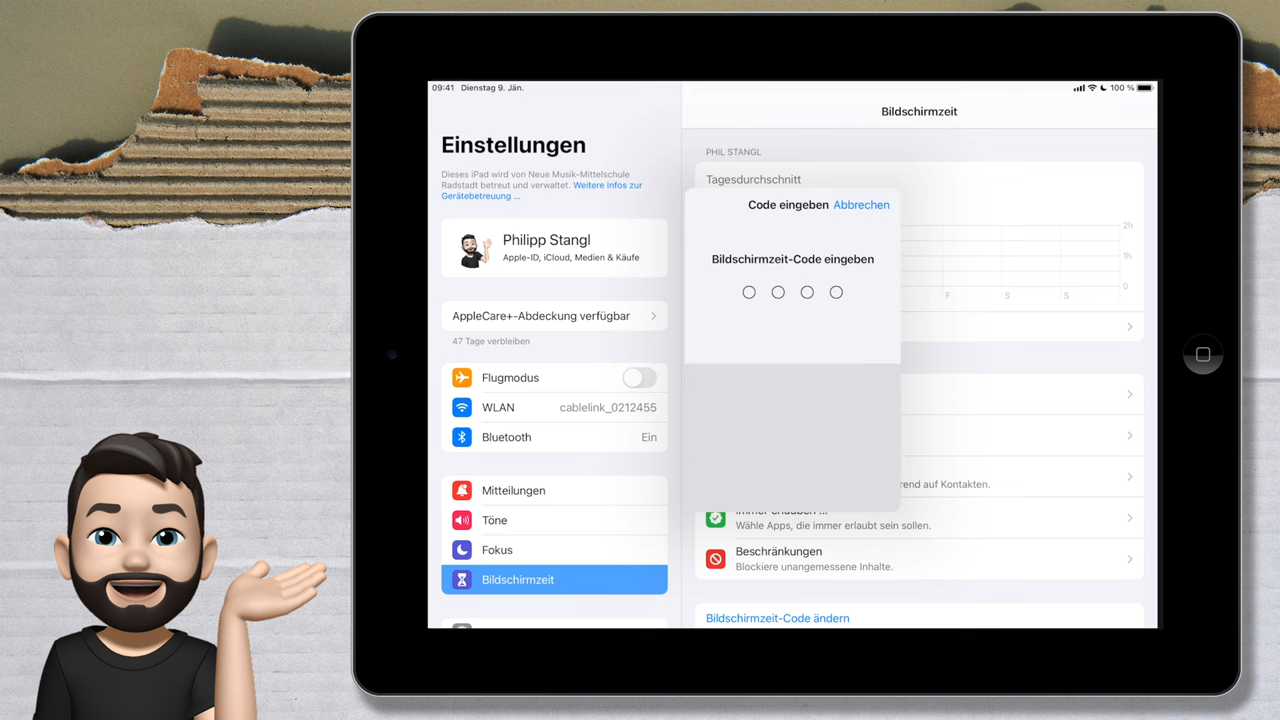 09:41 Dienstag 9. Jän.
100 %
Einstellungen
Dieses iPad wird von Neue Musik-Mittelschule
Radstadt betreut und verwaltet. Weitere Infos zur
Gerätebetreuung ...
Philipp Stangl
Apple-ID, iCloud, Medien & Käufe
AppleCare+-Abdeckung verfügbar
47 Tage verbleiben
Flugmodus
WLAN cablelink_0212455
Bluetooth Ein
Mitteilungen
Töne
Fokus
Bildschirmzeit
Bildschirmzeit
PHIL STANGL
Tagesdurchschnitt
Code eingeben Abbrechen
Bildschirmzeit-Code eingeben
2h
1h
0
F S S
rend auf Kontakten.
Immer erlauben ...
Wähle Apps, die immer erlaubt sein sollen.
Beschränkungen
Blockiere unangemessene Inhalte.
Bildschirmzeit-Code ändern